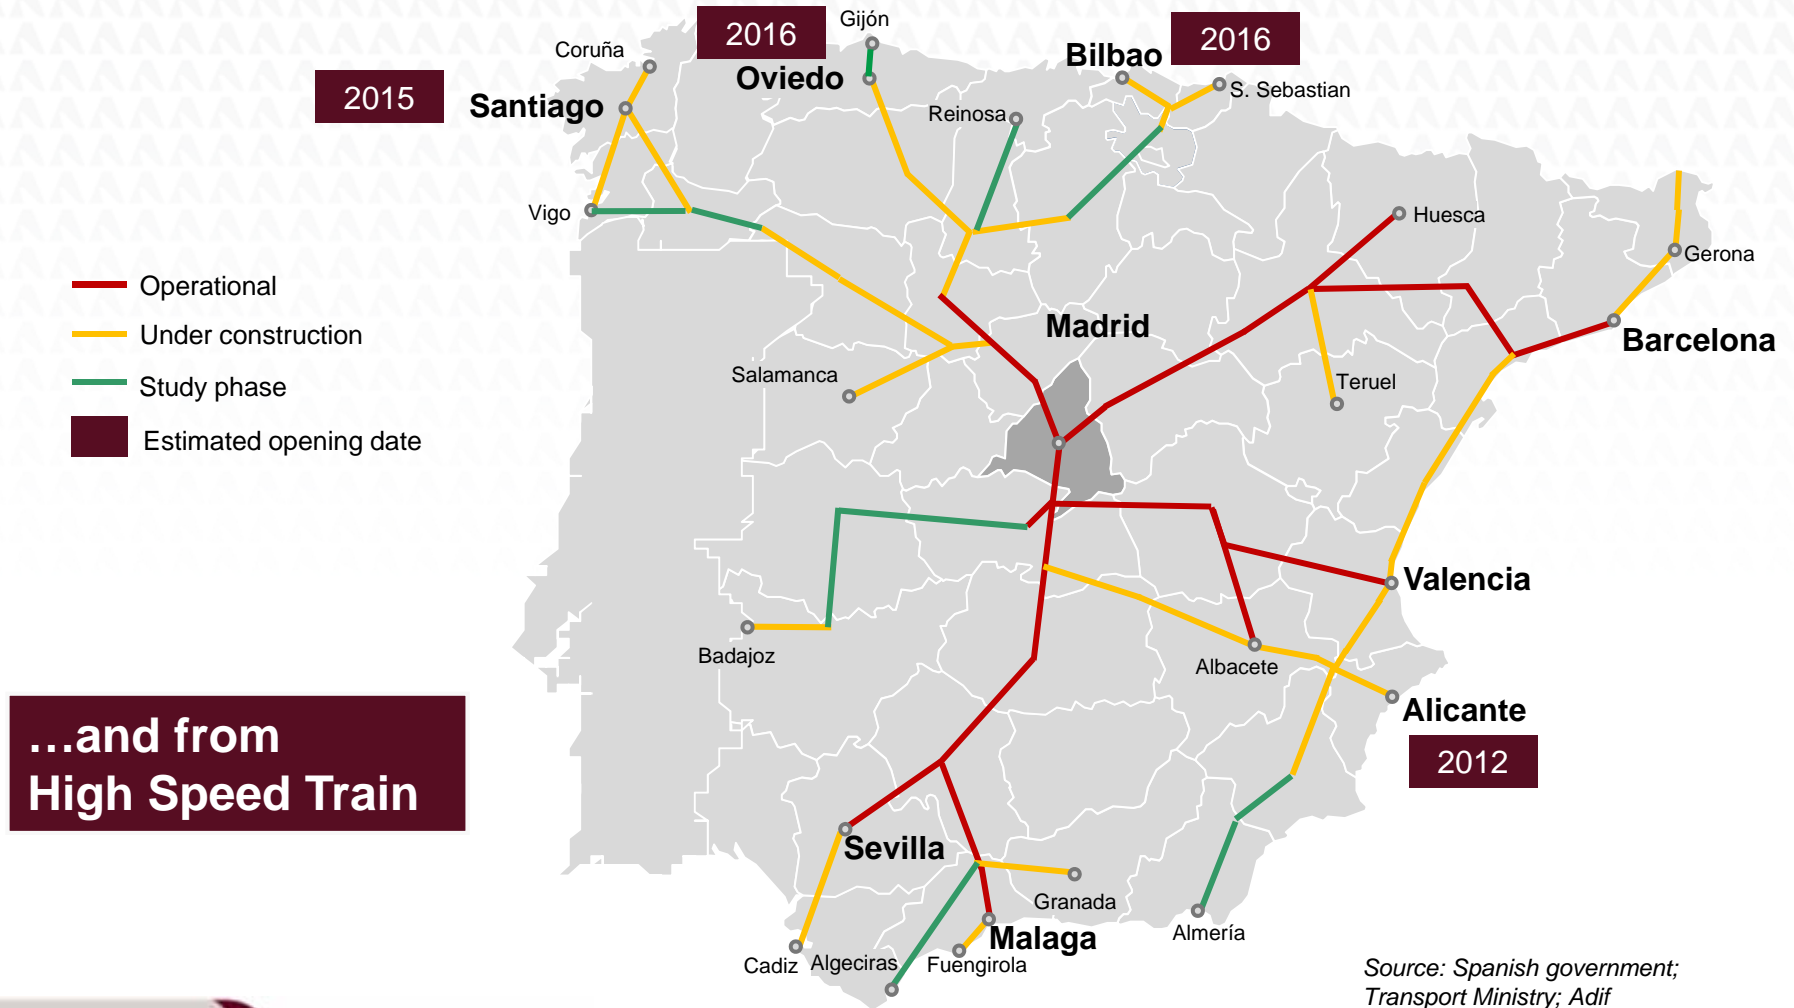 Gijón
2016
2016
Coruña
Bilbao
Oviedo
2015
Santiago
S. Sebastian
Reinosa
Vigo
Huesca
Gerona
Operational
Under construction
Study phase
Estimated opening date
Madrid
Barcelona
Salamanca
Teruel
Valencia
Badajoz
Albacete
Alicante
2012
…and from
High Speed Train
Sevilla
Granada
Almería
Malaga
Cadiz
Algeciras
Fuengirola
Source: Spanish government;
Transport Ministry; Adif